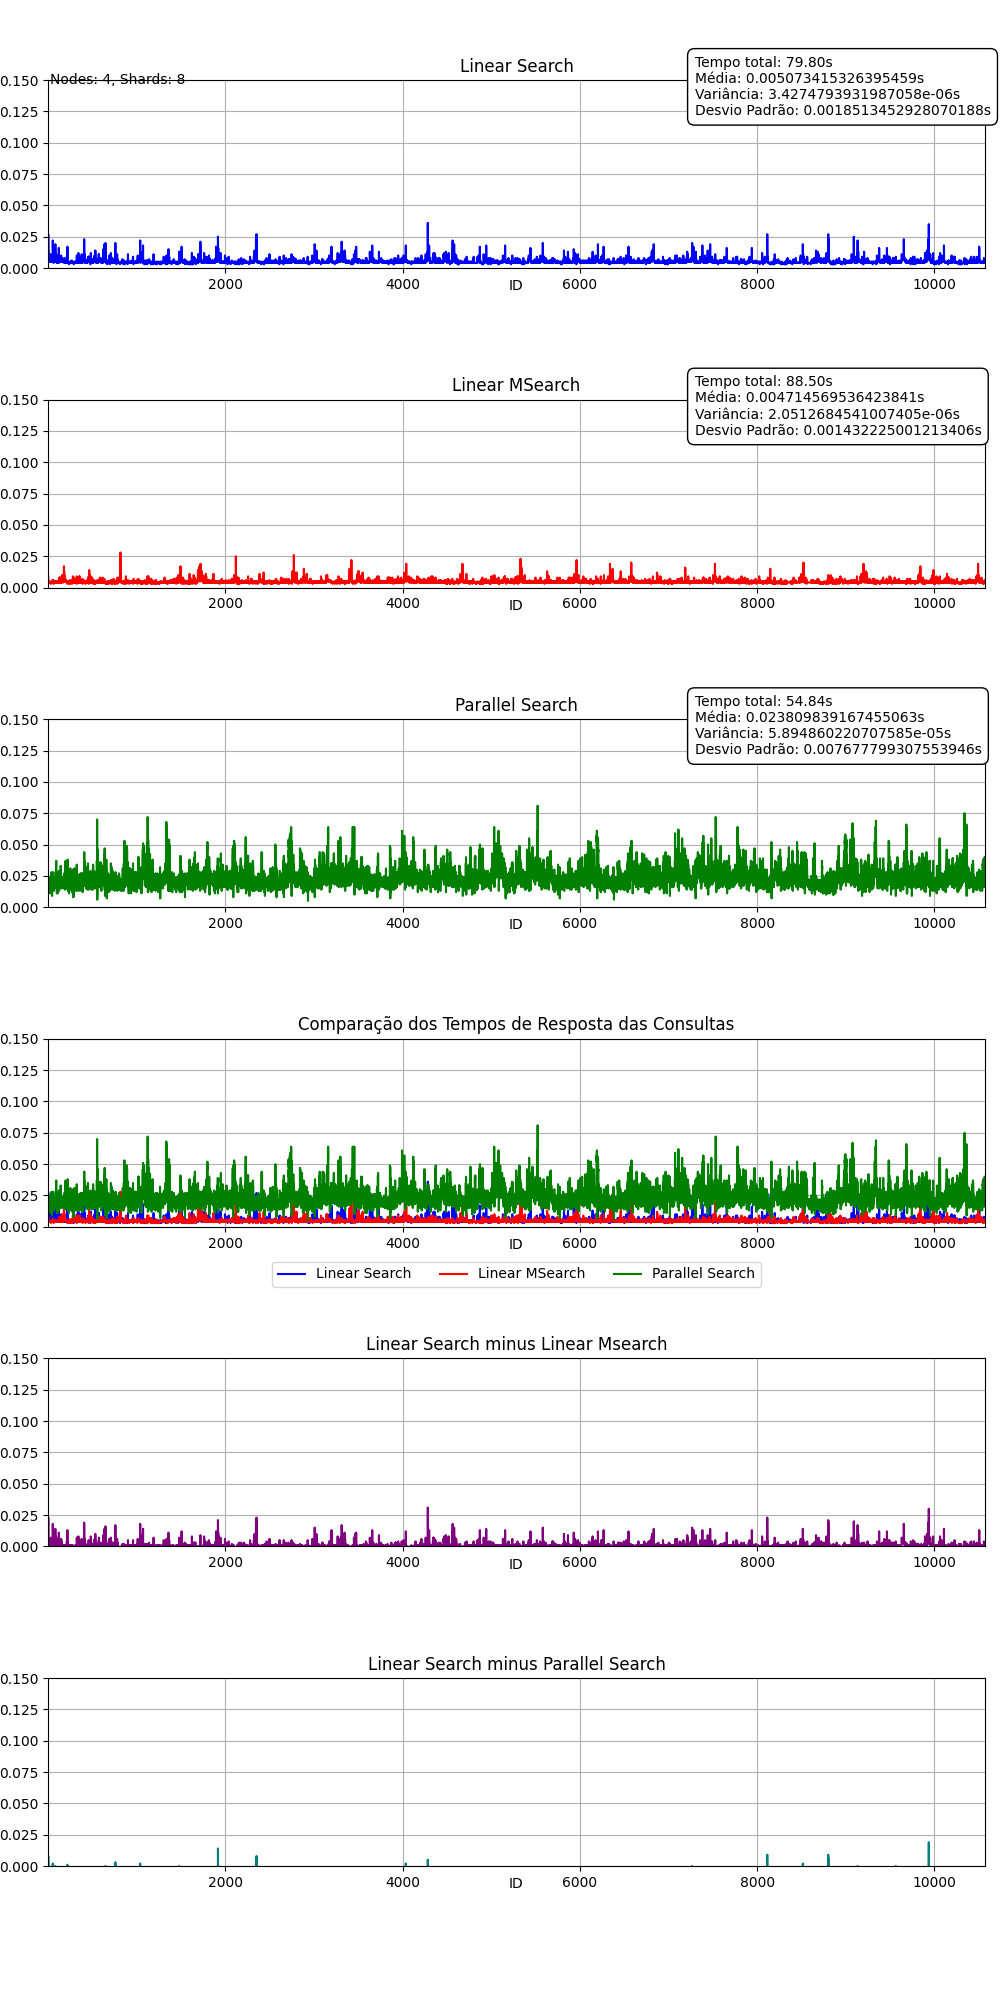 Linear Search
Nodes: 4, Shards: 8
Tempo total: 79.80s
Média: 0.005073415326395459s
Variância: 3.4274793931987058e-06s
Desvio Padrão: 0.0018513452928070188s
0.150
0.125
0.100
0.075
0.050
0.025
0.000
2000 4000 6000 8000 10000
ID
Linear MSearch
Tempo total: 88.50s
Média: 0.004714569536423841s
Variância: 2.0512684541007405e-06s
Desvio Padrão: 0.001432225001213406s
0.150
0.125
0.100
0.075
0.050
0.025
0.000
2000 4000 6000 8000 10000
ID
Parallel Search
Tempo total: 54.84s
Média: 0.023809839167455063s
Variância: 5.894860220707585e-05s
Desvio Padrão: 0.007677799307553946s
0.150
0.125
0.100
0.075
0.050
0.025
0.000
2000 4000 6000 8000 10000
ID
Comparação dos Tempos de Resposta das Consultas
0.150
0.125
0.100
0.075
0.050
0.025
0.000
2000 4000 6000 8000 10000
ID
Linear Search Linear MSearch Parallel Search
Linear Search minus Linear Msearch
0.150
0.125
0.100
0.075
0.050
0.025
0.000
2000 4000 6000 8000 10000
ID
Linear Search minus Parallel Search
0.150
0.125
0.100
0.075
0.050
0.025
0.000
2000 4000 6000 8000 10000
ID